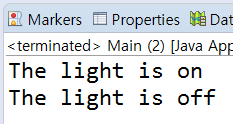 Markers Properties Dat
<terminated> Main (2) [Java App
The light is on
The light is off